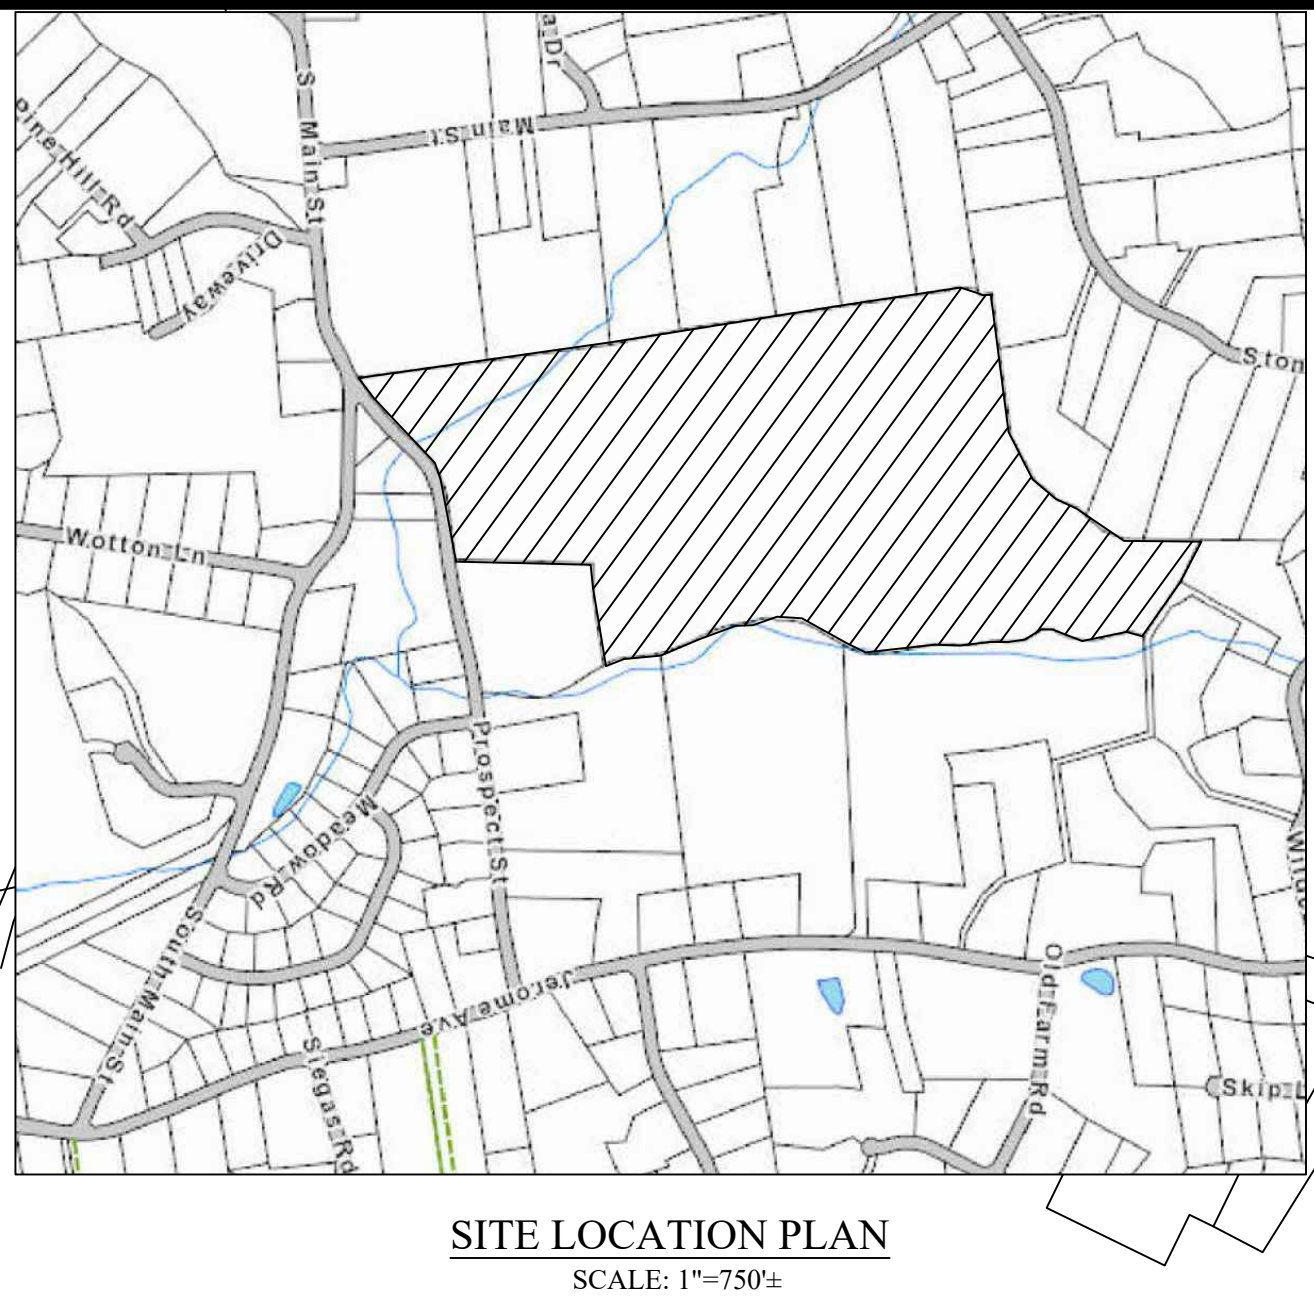 a Dr
S Main St
Main St
Pine Hill Rd
Driveway
Ston
Wotton Ln
Prospect St
Meadow Rd
South Main St
Jerome Ave
Old Farm Rd
Siegas Rd
Skip L
SITE LOCATION PLAN
SCALE: 1"=750'±